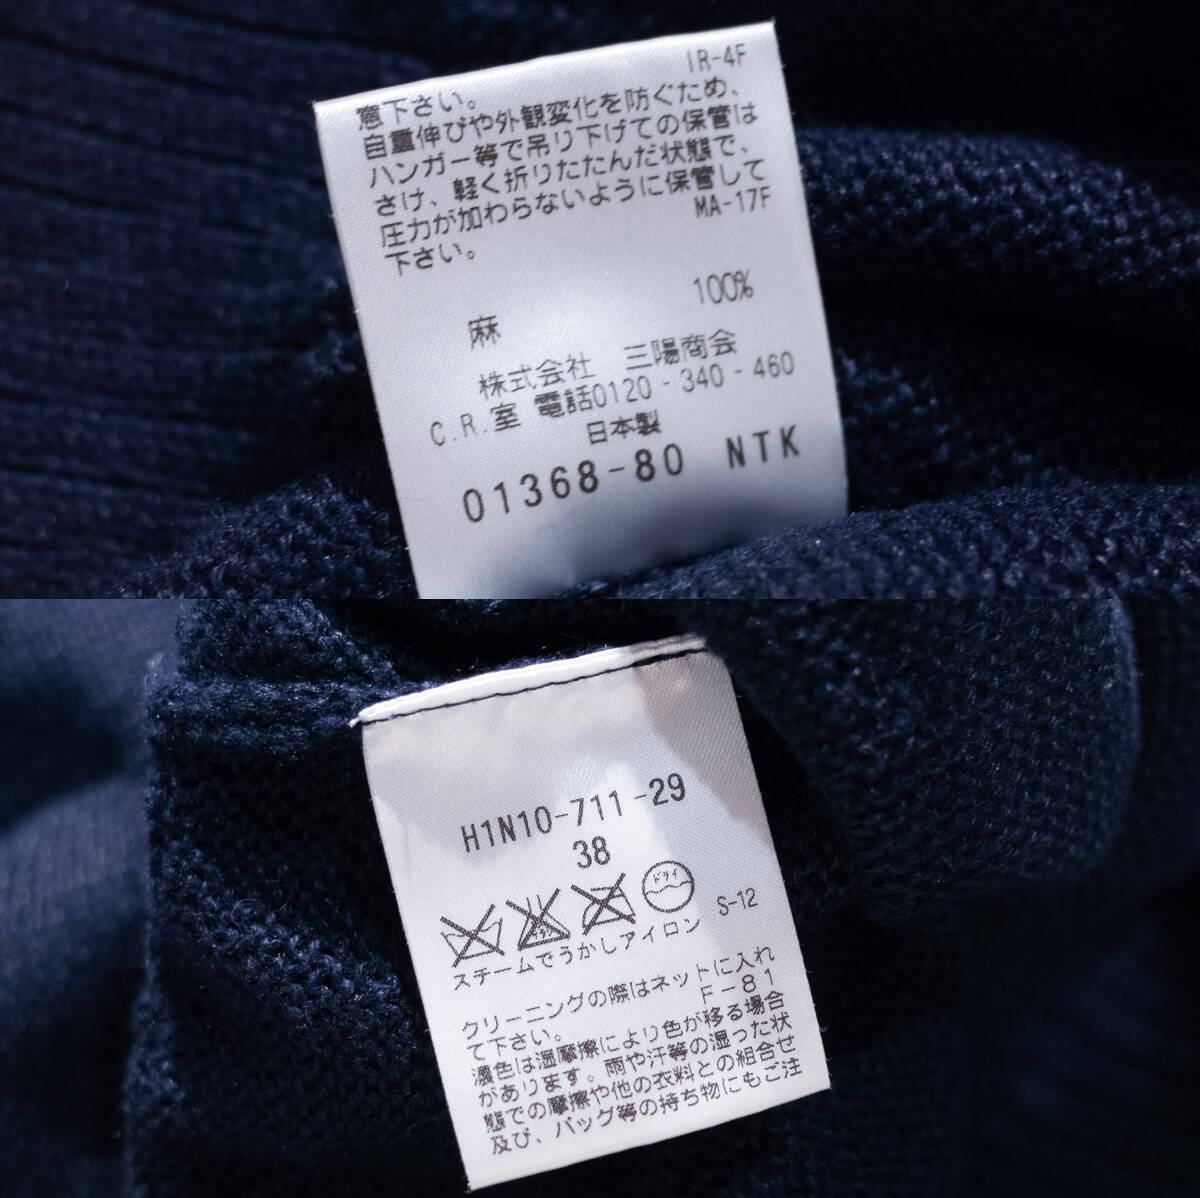 IR-4F
意下さい。
自重伸びや外観変化を防ぐため、
ハンガー等で吊り下げての保管は
さけ、軽く折りたたんだ状態で、
圧力が加わらないように保管して
下さい。
MA-17F
麻 100%
株式会社 三陽商会
C.R.室 電話0120-340-460
日本製
01368-80 NTK
H1N10-711-29
38
ドライ
S-12
スチームでうかしアイロン
クリーニングの際はネットに入れ
て下さい。
F-81
濃色は湿摩擦により色が移る場合
があります。雨や汗等の湿った状
態での摩擦や他の衣料との組合せ
及び、バッグ等の持ち物にもご注